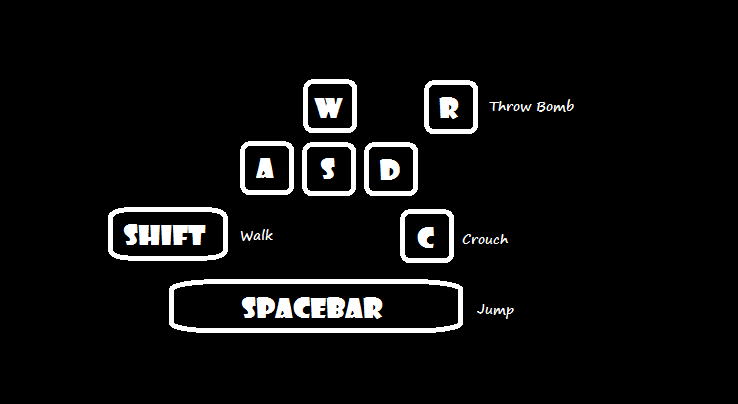 W
R Throw Bomb
A S D
SHIFT Walk
C Crouch
SPACEBAR Jump